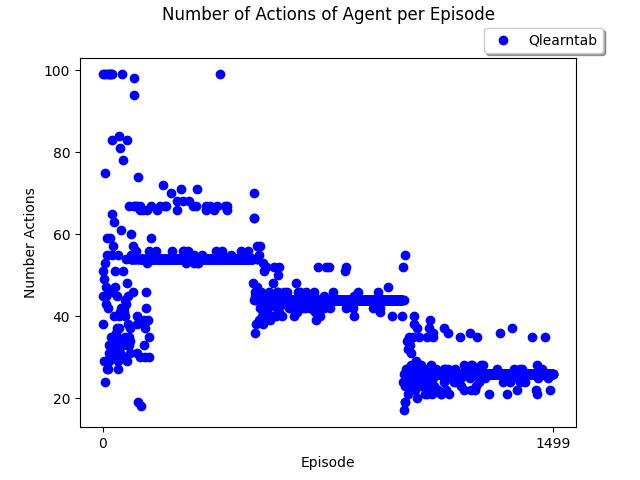 Number of Actions of Agent per Episode
Qlearntab
100
80
60
40
20
Number Actions
0
1499
Episode